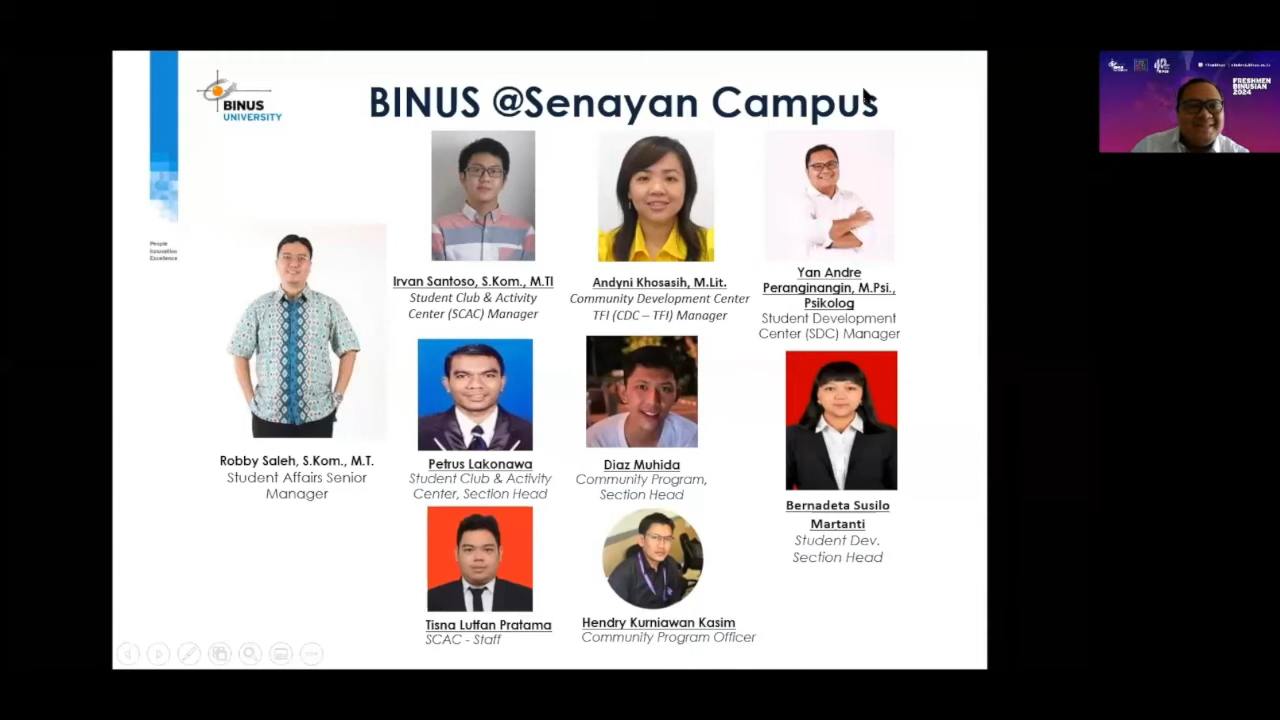 BINUS
UNIVERSITY
BINUS @Senayan Campus
People
Innovation
Excellence
Irvan Santoso, S.Kom., M.TI
Student Club & Activity
Center (SCAC) Manager
Andyni Khosasih, M.Lit.
Community Development Center
TFI (CDC – TFI) Manager
Yan Andre
Peranginangin, M.Psi.,
Psikolog
Student Development
Center (SDC) Manager
Robby Saleh, S.Kom., M.T.
Student Affairs Senior
Manager
Petrus Lakonawa
Student Club & Activity
Center, Section Head
Diaz Muhida
Community Program,
Section Head
Bernadeta Susilo
Martanti
Student Dev.
Section Head
Tisna Luffan Pratama
SCAC - Staff
Hendry Kurniawan Kasim
Community Program Officer
FRESHMEN
BINUSIAN
2024